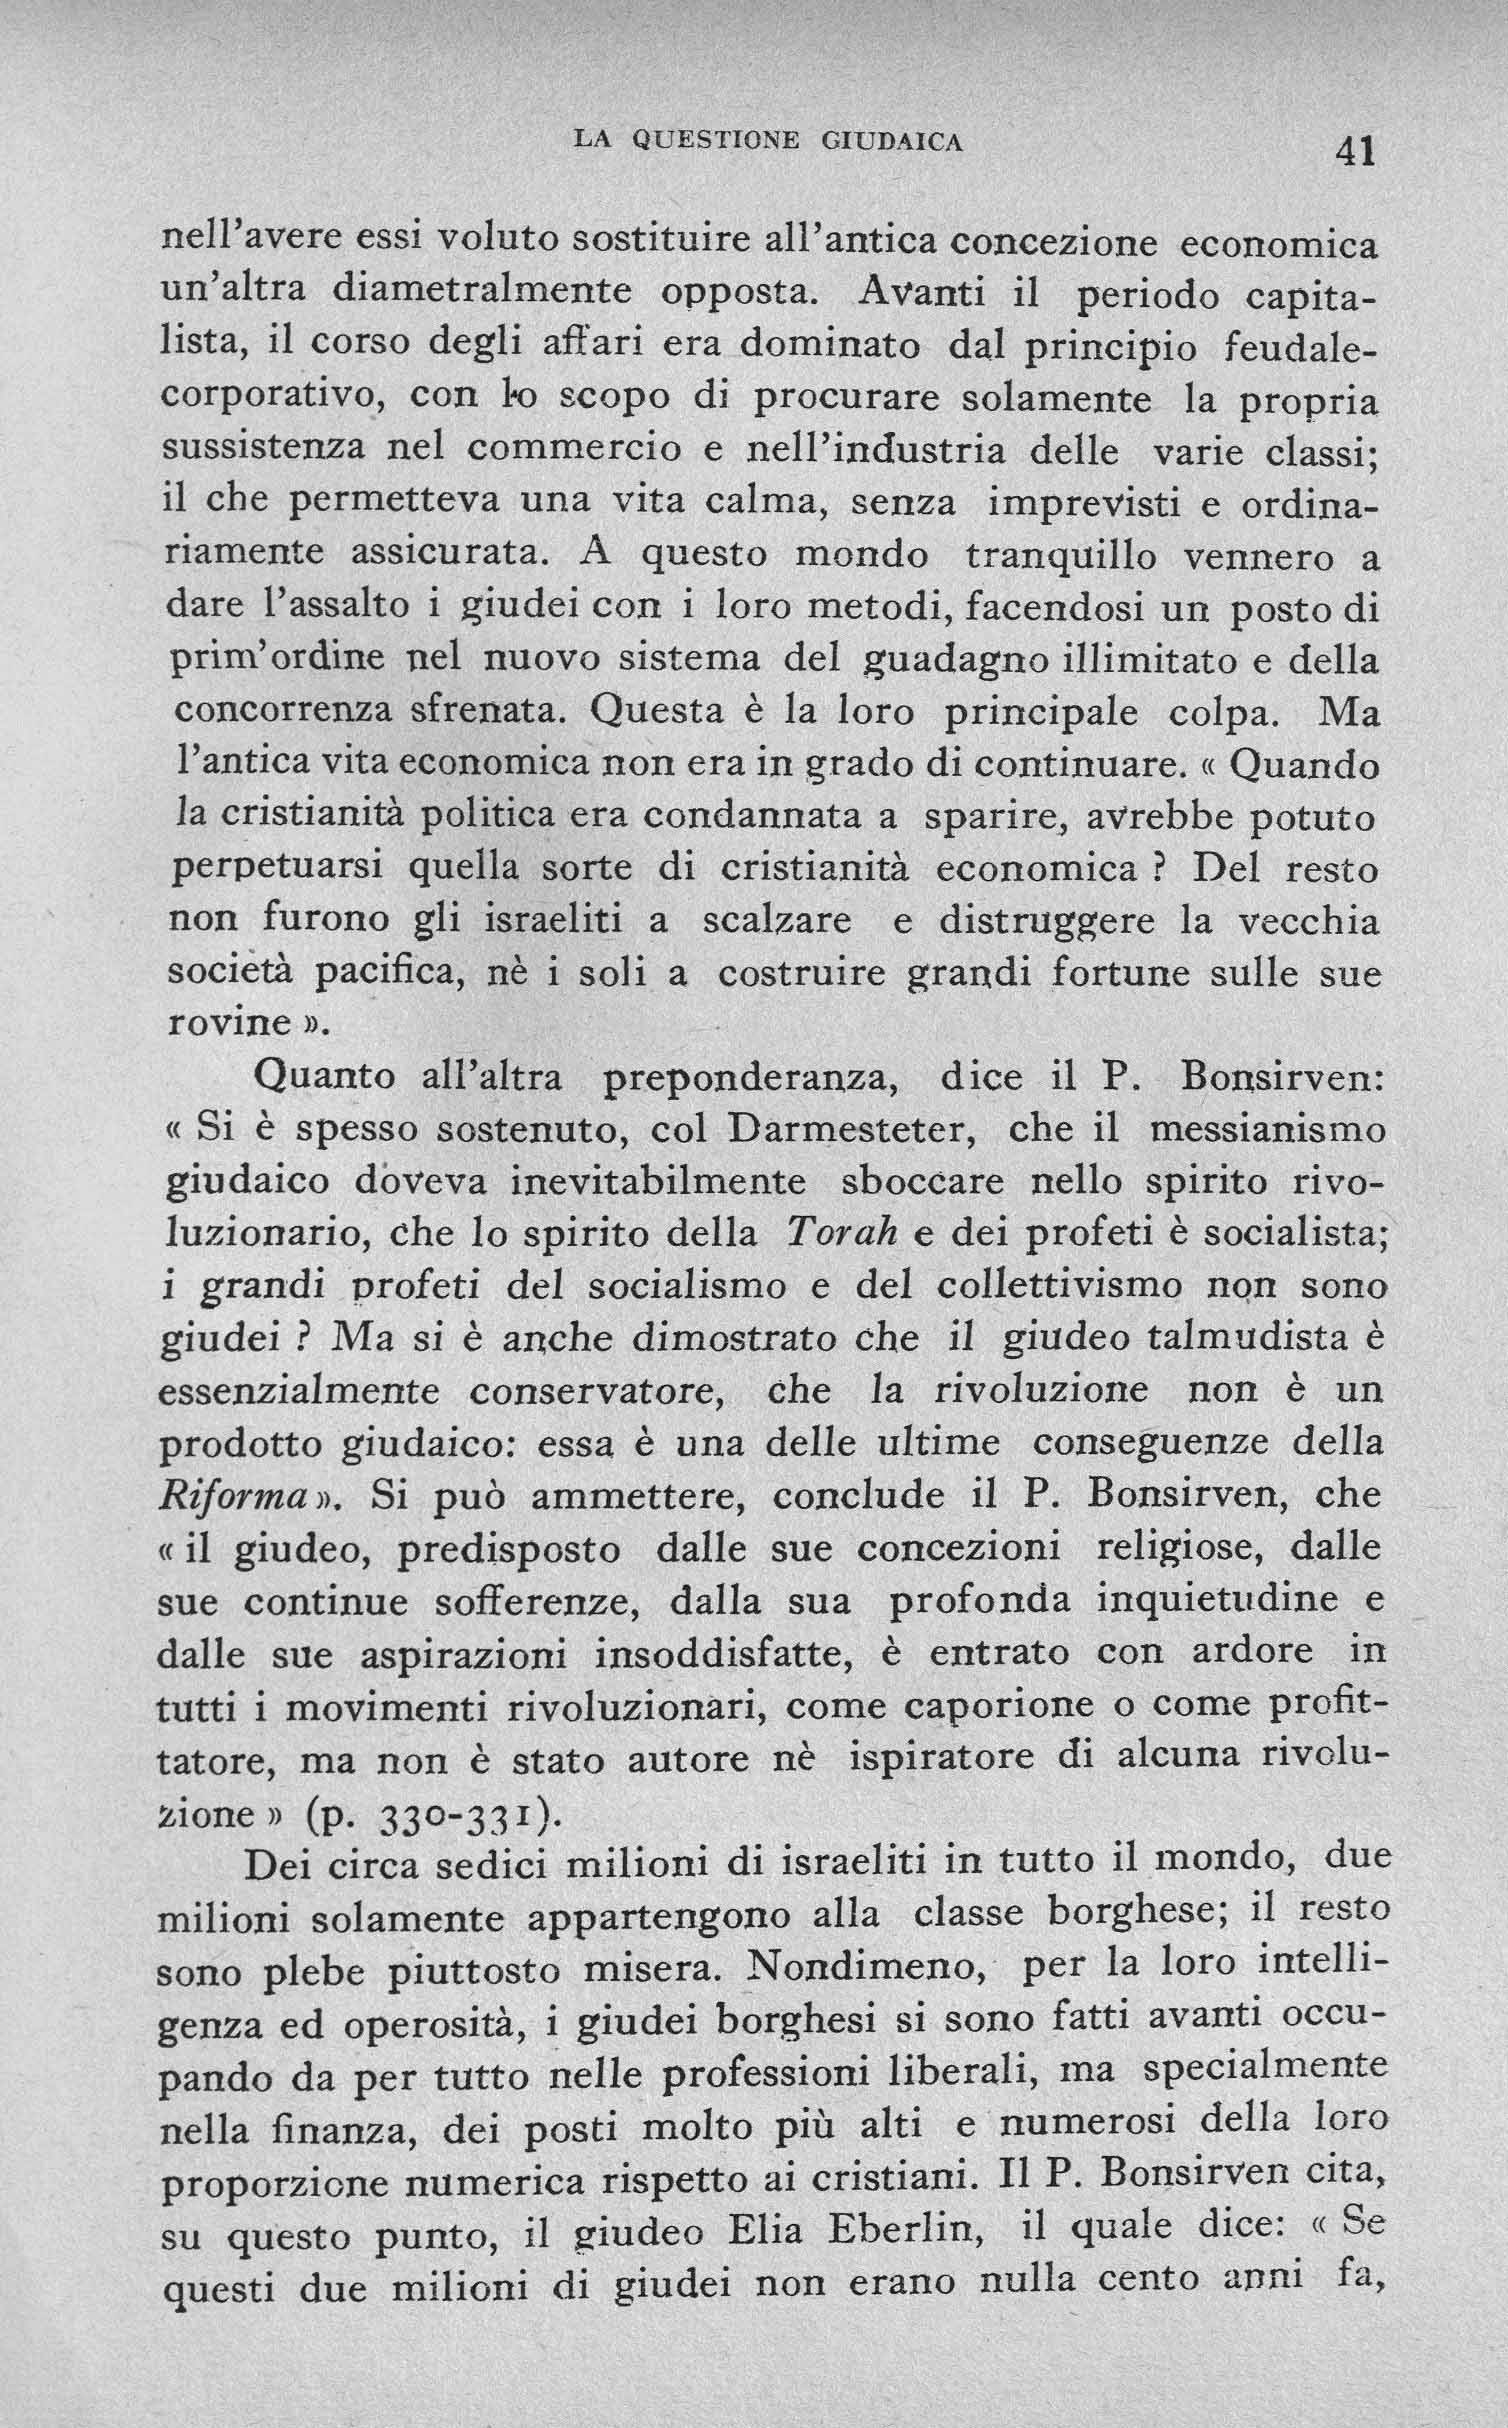 LA QUESTIONE GIUDAICA 41
nell'avere essi voluto sostituire all'antica concezione economica
un'altra diametralmente opposta. Avanti il periodo capita-
lista, il corso degli affari era dominato dal principio feudale-
corporativo, con lo scopo di procurare solamente la propria
sussistenza nel commercio e nell'industria delle varie classi;
il che permetteva una vita calma, senza imprevisti e ordina-
riamente assicurata. A questo mondo tranquillo vennero a
dare l'assalto i giudei con i loro metodi, facendosi un posto di
prim'ordine nel nuovo sistema del guadagno illimitato e della
concorrenza sfrenata. Questa è la loro principale colpa. Ma
l'antica vita economica non era in grado di continuare. « Quando
la cristianità politica era condannata a sparire, avrebbe potuto
perpetuarsi quella sorte di cristianità economica ? Del resto
non furono gli israeliti a scalzare e distruggere la vecchia
società pacifica, nè i soli a costruire grandi fortune sulle sue
rovine ».
Quanto all'altra preponderanza, dice il P. Bonsirven:
« Si è spesso sostenuto, col Darmesteter, che il messianismo
giudaico doveva inevitabilmente sboccare nello spirito rivo-
luzionario, che lo spirito della Torah e dei profeti è socialista;
i grandi profeti del socialismo e del collettivismo non sono
giudei ? Ma si è anche dimostrato che il giudeo talmudista è
essenzialmente conservatore, che la rivoluzione non è un
prodotto giudaico: essa è una delle ultime conseguenze della
Riforma ». Si può ammettere, conclude il P. Bonsirven, che
« il giudeo, predisposto dalle sue concezioni religiose, dalle
sue continue sofferenze, dalla sua profonda inquietudine e
dalle sue aspirazioni insoddisfatte, è entrato con ardore in
tutti i movimenti rivoluzionari, come caporione o come profit-
tatore, ma non è stato autore nè ispiratore di alcuna rivolu-
zione » (p. 330-331).
Dei circa sedici milioni di israeliti in tutto il mondo, due
milioni solamente appartengono alla classe borghese; il resto
sono plebe piuttosto misera. Nondimeno, per la loro intelli-
genza ed operosità, i giudei borghesi si sono fatti avanti occu-
pando da per tutto nelle professioni liberali, ma specialmente
nella finanza, dei posti molto più alti e numerosi della loro
proporzione numerica rispetto ai cristiani. Il P. Bonsirven cita,
su questo punto, il giudeo Elia Eberlin, il quale dice: « Se
questi due milioni di giudei non erano nulla cento anni fa,